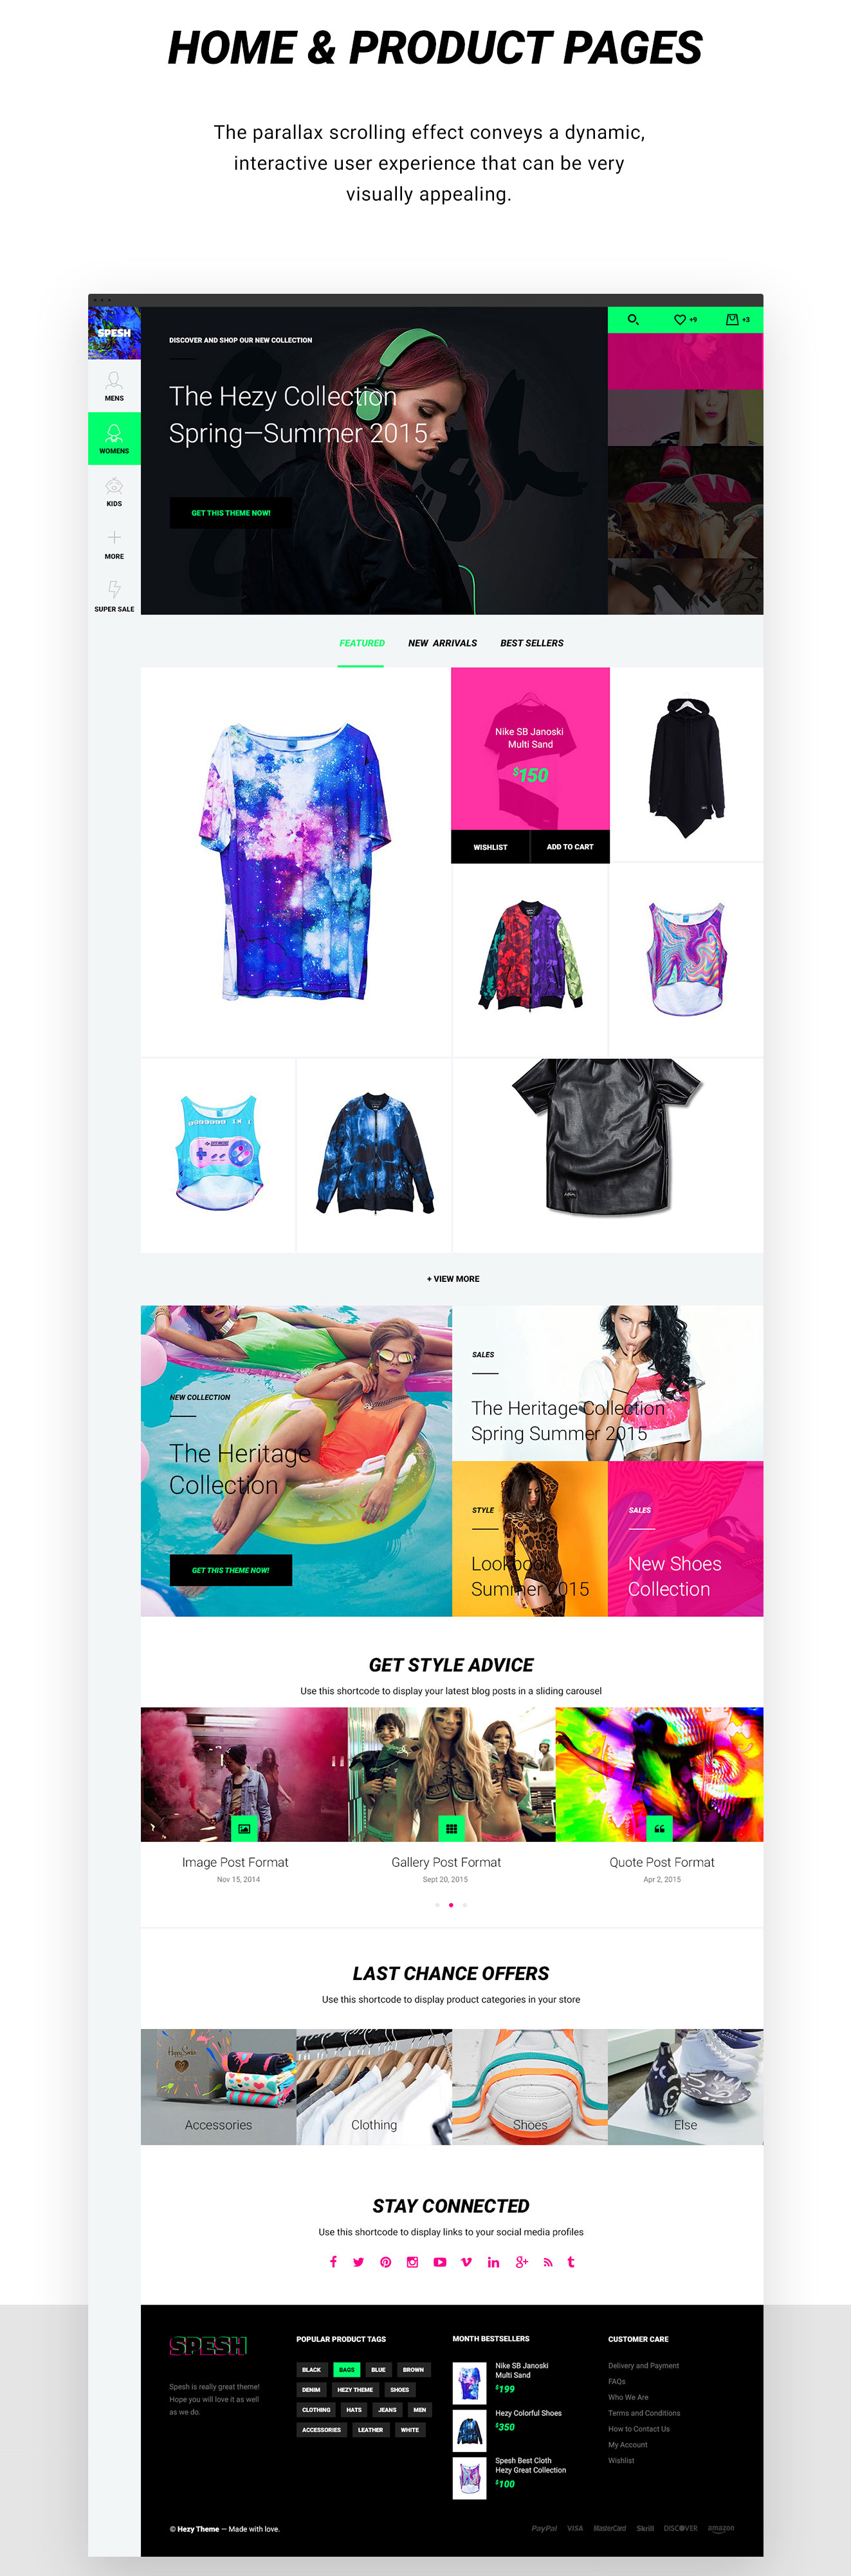 HOME & PRODUCT PAGES
The parallax scrolling effect conveys a dynamic,
interactive user experience that can be very
visually appealing.
SPESH
MENS
WOMENS
KIDS
MORE
SUPER SALE
DISCOVER AND SHOP OUR NEW COLLECTION
The Hezy Collection
Spring—Summer 2015
GET THIS THEME NOW!
+9
+3
FEATURED
NEW ARRIVALS
BEST SELLERS
Nike SB Janoski
Multi Sand
$150
WISHLIST
ADD TO CART
+ VIEW MORE
NEW COLLECTION
The Heritage
Collection
GET THIS THEME NOW!
SALES
The Heritage Collection
Spring Summer 2015
STYLE
Lookbook
Summer 2015
SALES
New Shoes
Collection
GET STYLE ADVICE
Use this shortcode to display your latest blog posts in a sliding carousel
Image Post Format
Nov 15, 2014
Gallery Post Format
Sept 20, 2015
Quote Post Format
Apr 2, 2015
LAST CHANCE OFFERS
Use this shortcode to display product categories in your store
Happy Socks
Accessories
Clothing
Shoes
Else
STAY CONNECTED
Use this shortcode to display links to your social media profiles
SPESH
Spesh is really great theme!
Hope you will love it as well
as we do.
POPULAR PRODUCT TAGS
BLACK
BAGS
BLUE
BROWN
DENIM
HEZY THEME
SHOES
CLOTHING
HATS
JEANS
MEN
ACCESSORIES
LEATHER
WHITE
MONTH BESTSELLERS
Nike SB Janoski
Multi Sand
$199
Hezy Colorful Shoes
$350
Spesh Best Cloth
Hezy Great Collection
$100
CUSTOMER CARE
Delivery and Payment
FAQs
Who We Are
Terms and Conditions
How to Contact Us
My Account
Wishlist
© Hezy Theme — Made with love.
PayPal
VISA
MasterCard
Skrill
DISCOVER
amazon